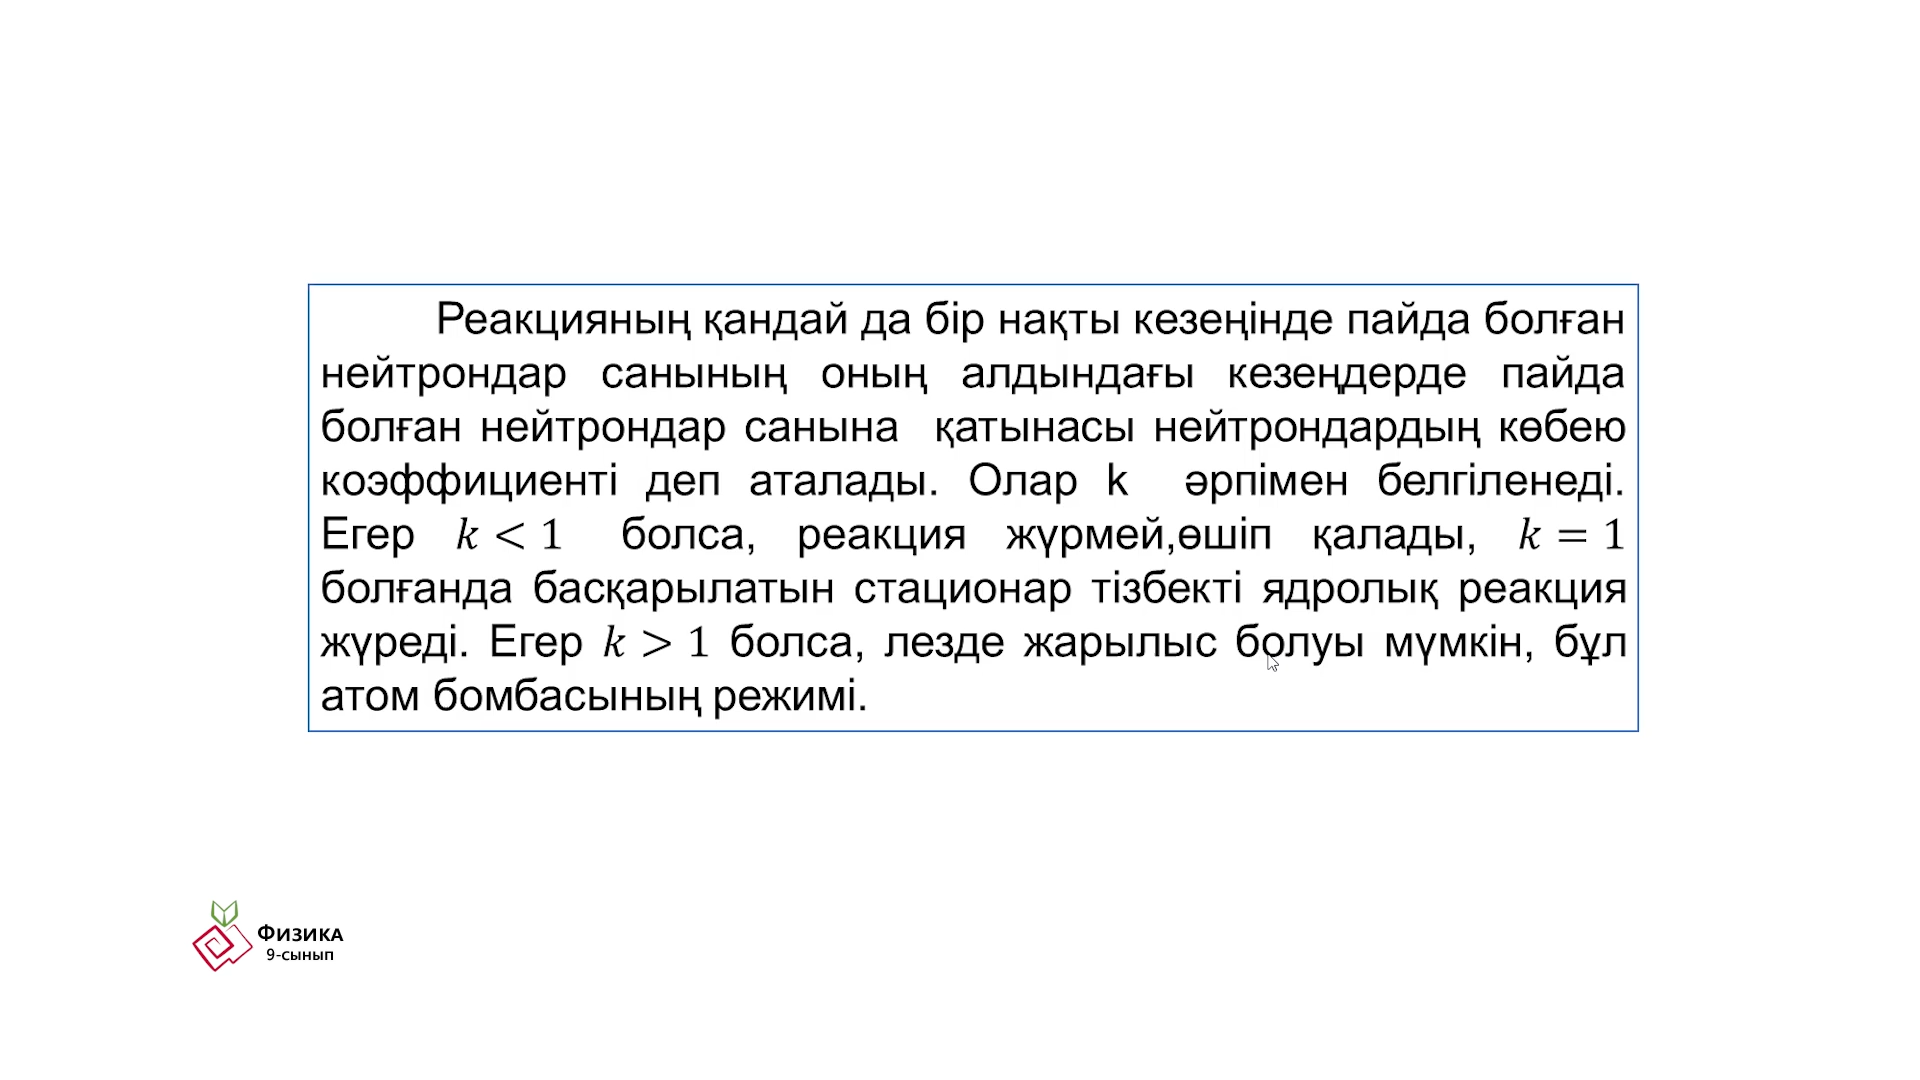 Реакцияның қандай да бір нақты кезеңінде пайда болған
нейтрондар санының оның алдындағы кезеңдерде пайда
болған нейтрондар санына қатынасы нейтрондардың көбею
коэффициенті деп аталады. Олар k әрпімен белгіленеді.
Егер k < 1 болса, реакция жүрмей,өшіп қалады, k = 1
болғанда басқарылатын стационар тізбекті ядролық реакция
жүреді. Егер k > 1 болса, лезде жарылыс болуы мүмкін, бұл
атом бомбасының режимі.
Физика
9-сынып